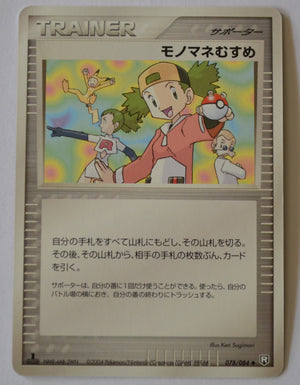 TRAINER
サポーター
モノマネむすめ
自分の手札をすべて山札にもどし、その山札を切る。
その後、その山札から、相手の手札の枚数ぶん、カード
を引く。
サポーターは、自分の番に1回だけ使うことができる。使ったら、自分の
バトル場の横におき、自分の番の終わりにトラッシュする。
Illus. Ken Sugimori
©2004 Pokémon/Nintendo
/084
R